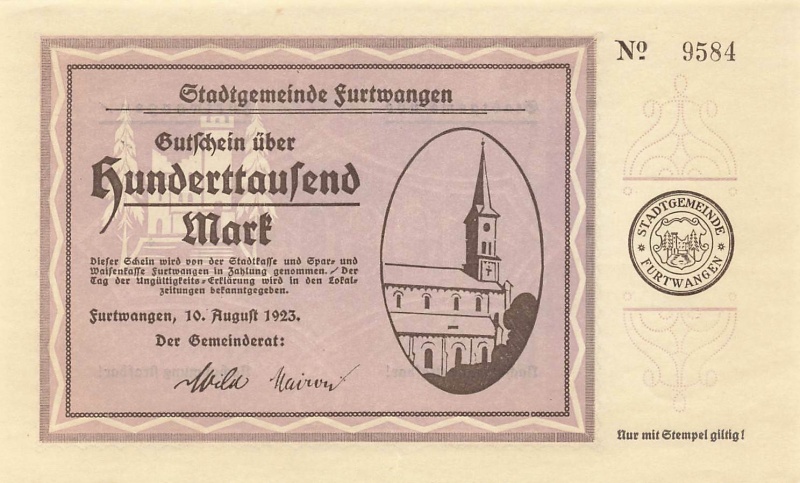 Nº 9584
Stadtgemeinde Furtwangen
Gutschein über
Hunderttausend
Mark
Dieser Schein wird von der Stadtkasse und Spar- und
Waisenkasse Furtwangen in Zahlung genommen. / Der
Tag der Ungültigkeits-Erklärung wird in den Lokal-
zeitungen bekanntgegeben.
Furtwangen, 10. August 1923.
Der Gemeinderat:
Wild
STADTGEMEINDE
FURTWANGEN
Nur mit Stempel giltig!